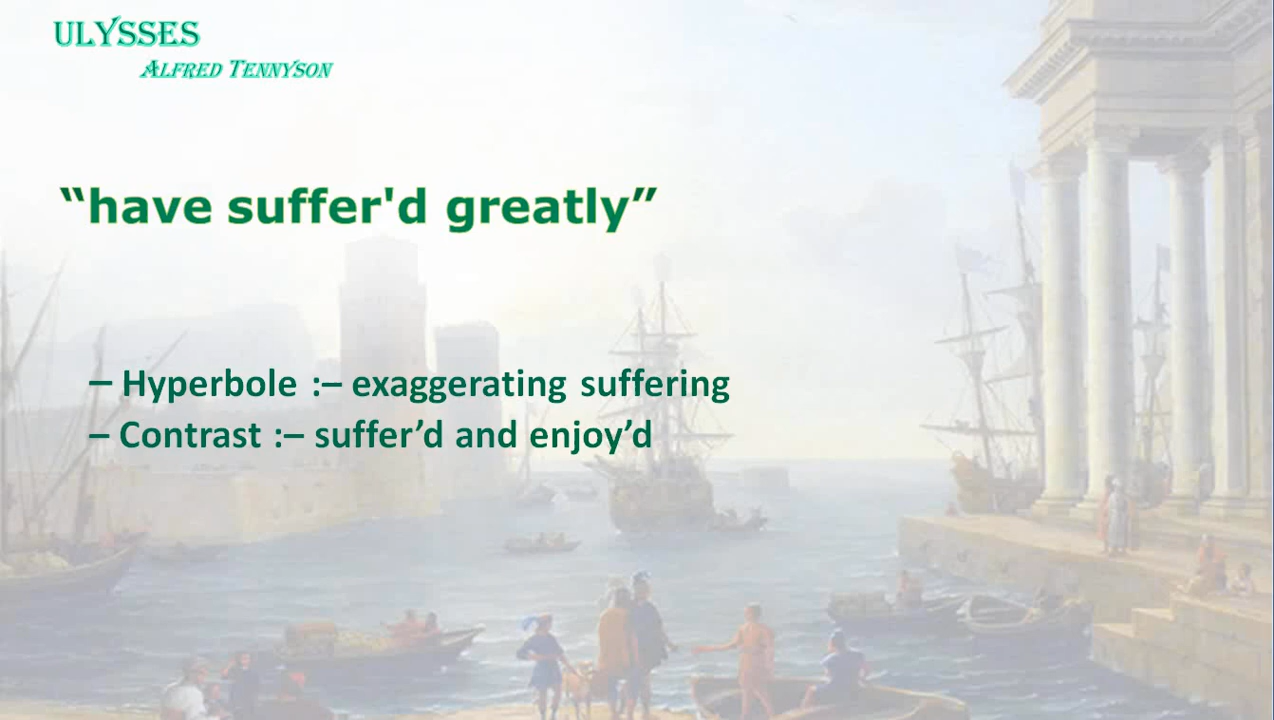 ULYSSES
ALFRED TENNYSON
“have suffer'd greatly”
– Hyperbole :– exaggerating suffering
– Contrast :– suffer’d and enjoy’d